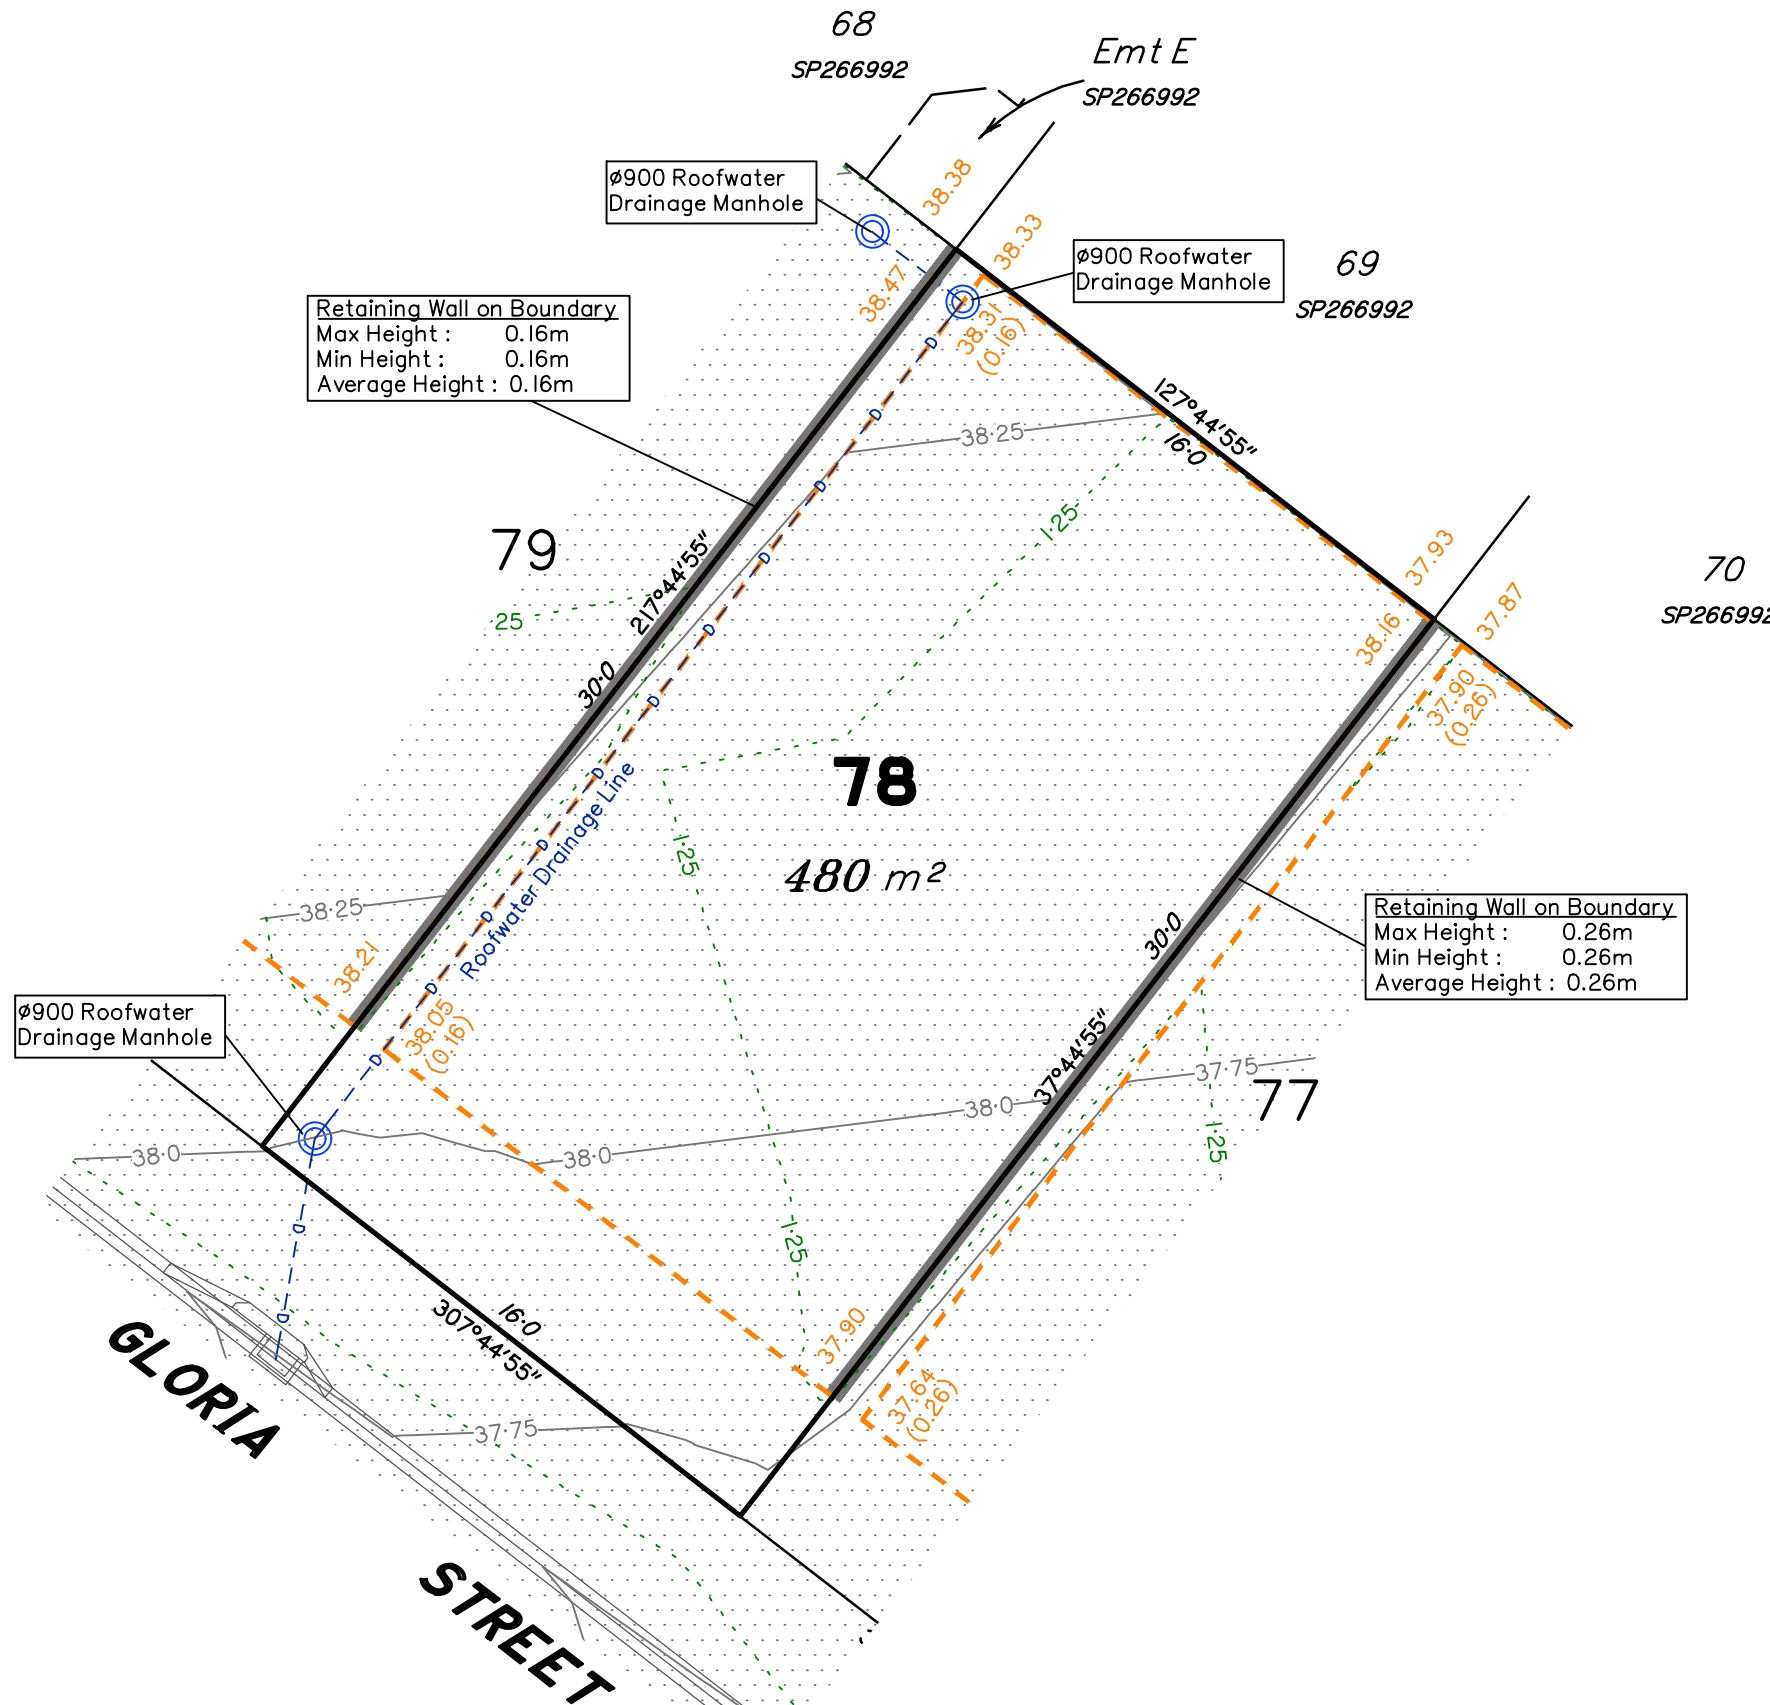 68
SP266992
Emt E
SP266992
ø900 Roofwater
Drainage Manhole
38.38
38.33
ø900 Roofwater
Drainage Manhole
69
SP266992
38.47
38.31
(0.16)
Retaining Wall on Boundary
Max Height : 0.16m
Min Height : 0.16m
Average Height : 0.16m
127°44'55"
16·0
38·25
1·25
79
217°44'55"
30·0
25
37.93
37.87
38.16
37.90
(0.26)
70
SP266992
78
480 m²
Roofwater Drainage Line
D
D
D
D
D
D
D
D
D
D
D
D
D
1·25
38·25
38.21
38.05
(0.16)
ø900 Roofwater
Drainage Manhole
30·0
37°44'55"
Retaining Wall on Boundary
Max Height : 0.26m
Min Height : 0.26m
Average Height : 0.26m
37·75
77
1·25
38·0
38·0
38·0
1·25
37.90
37.64
(0.26)
16·0
307°44'55"
37·75
GLORIA
STREET